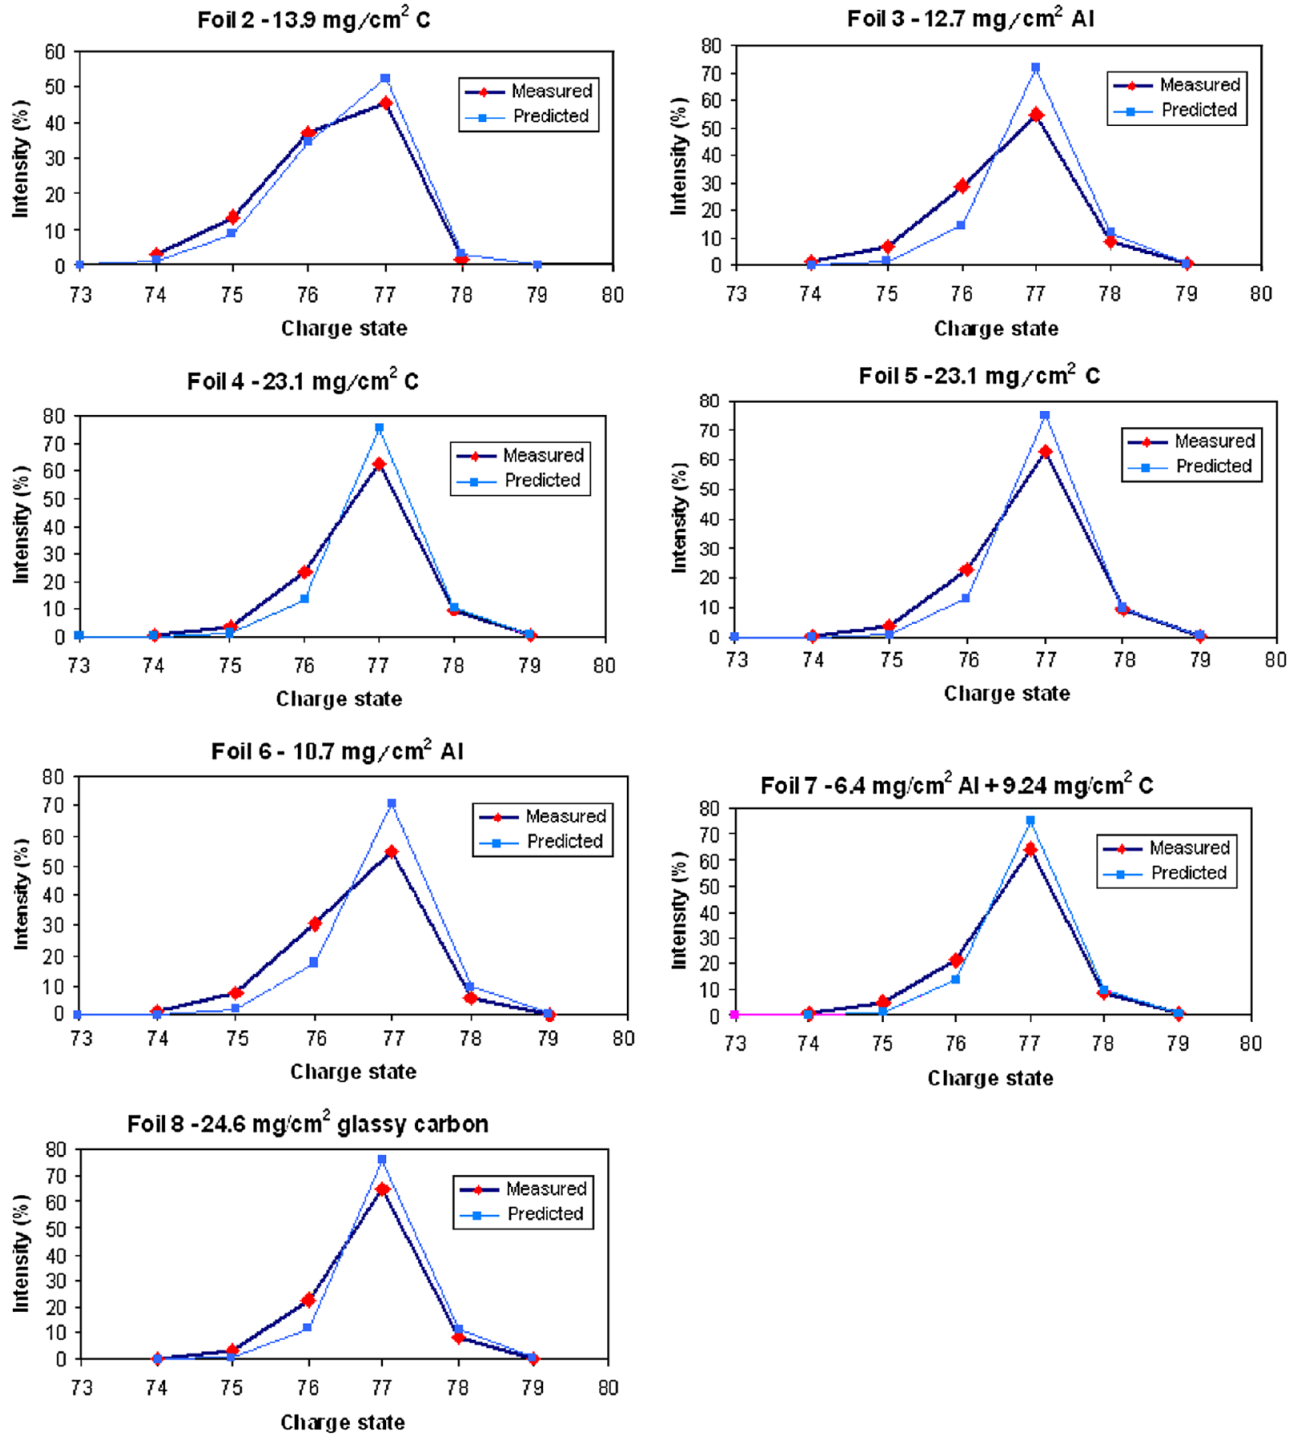 Foil 2 - 13.9 mg/cm² C
Intensity (%)
60
50
40
30
20
10
0
Measured
Predicted
73 74 75 76 77 78 79 80
Charge state
Foil 3 - 12.7 mg/cm² Al
Intensity (%)
80
70
60
50
40
30
20
10
0
Measured
Predicted
73 74 75 76 77 78 79 80
Charge state
Foil 4 - 23.1 mg/cm² C
Intensity (%)
80
70
60
50
40
30
20
10
0
Measured
Predicted
73 74 75 76 77 78 79 80
Charge state
Foil 5 - 23.1 mg/cm² C
Intensity (%)
80
70
60
50
40
30
20
10
0
Measured
Predicted
73 74 75 76 77 78 79 80
Charge state
Foil 6 - 10.7 mg/cm² Al
Intensity (%)
80
70
60
50
40
30
20
10
0
Measured
Predicted
73 74 75 76 77 78 79 80
Charge state
Foil 7 - 6.4 mg/cm² Al + 9.24 mg/cm² C
Intensity (%)
80
70
60
50
40
30
20
10
0
Measured
Predicted
73 74 75 76 77 78 79 80
Charge state
Foil 8 - 24.6 mg/cm² glassy carbon
Intensity (%)
80
70
60
50
40
30
20
10
0
Measured
Predicted
73 74 75 76 77 78 79 80
Charge state